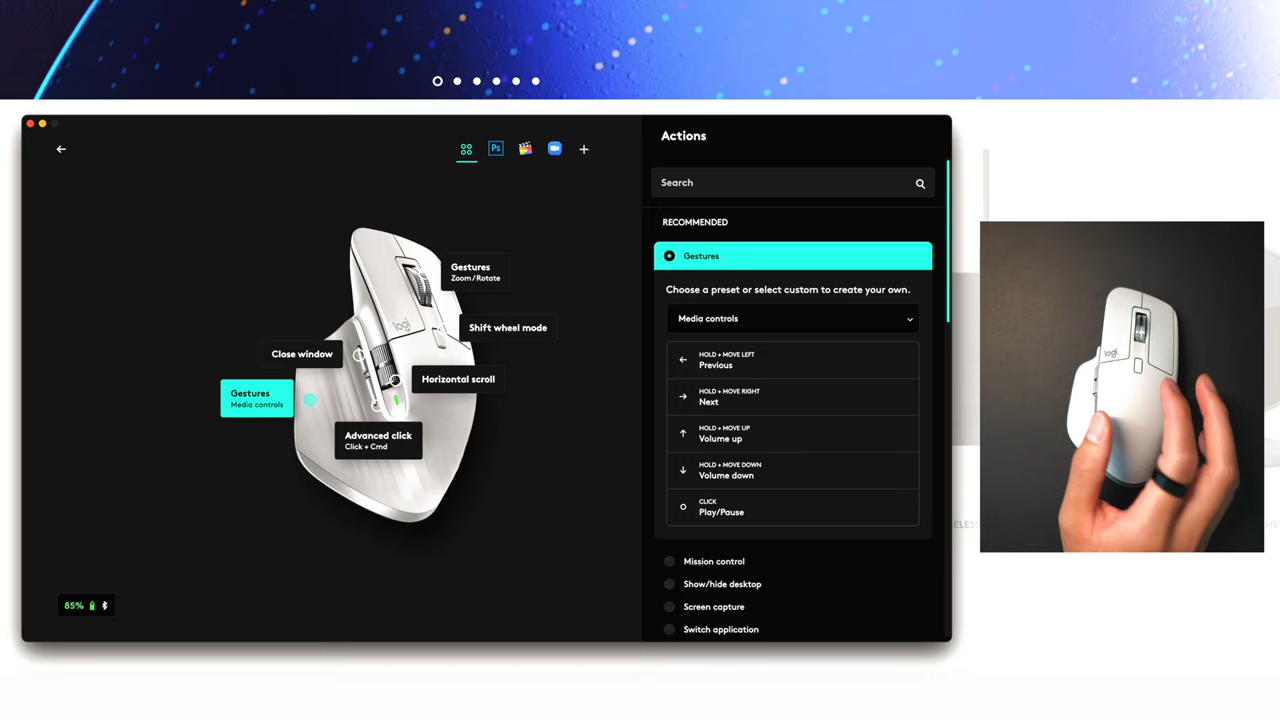 Ps
Actions
Search
RECOMMENDED
Gestures
Choose a preset or select custom to create your own.
Media controls
HOLD + MOVE LEFT
Previous
HOLD + MOVE RIGHT
Next
HOLD + MOVE UP
Volume up
HOLD + MOVE DOWN
Volume down
CLICK
Play/Pause
Mission control
Show/hide desktop
Screen capture
Switch application
Gestures
Zoom/Rotate
logi
Shift wheel mode
Close window
Horizontal scroll
Gestures
Media controls
Advanced click
Click + Cmd
85%
logi